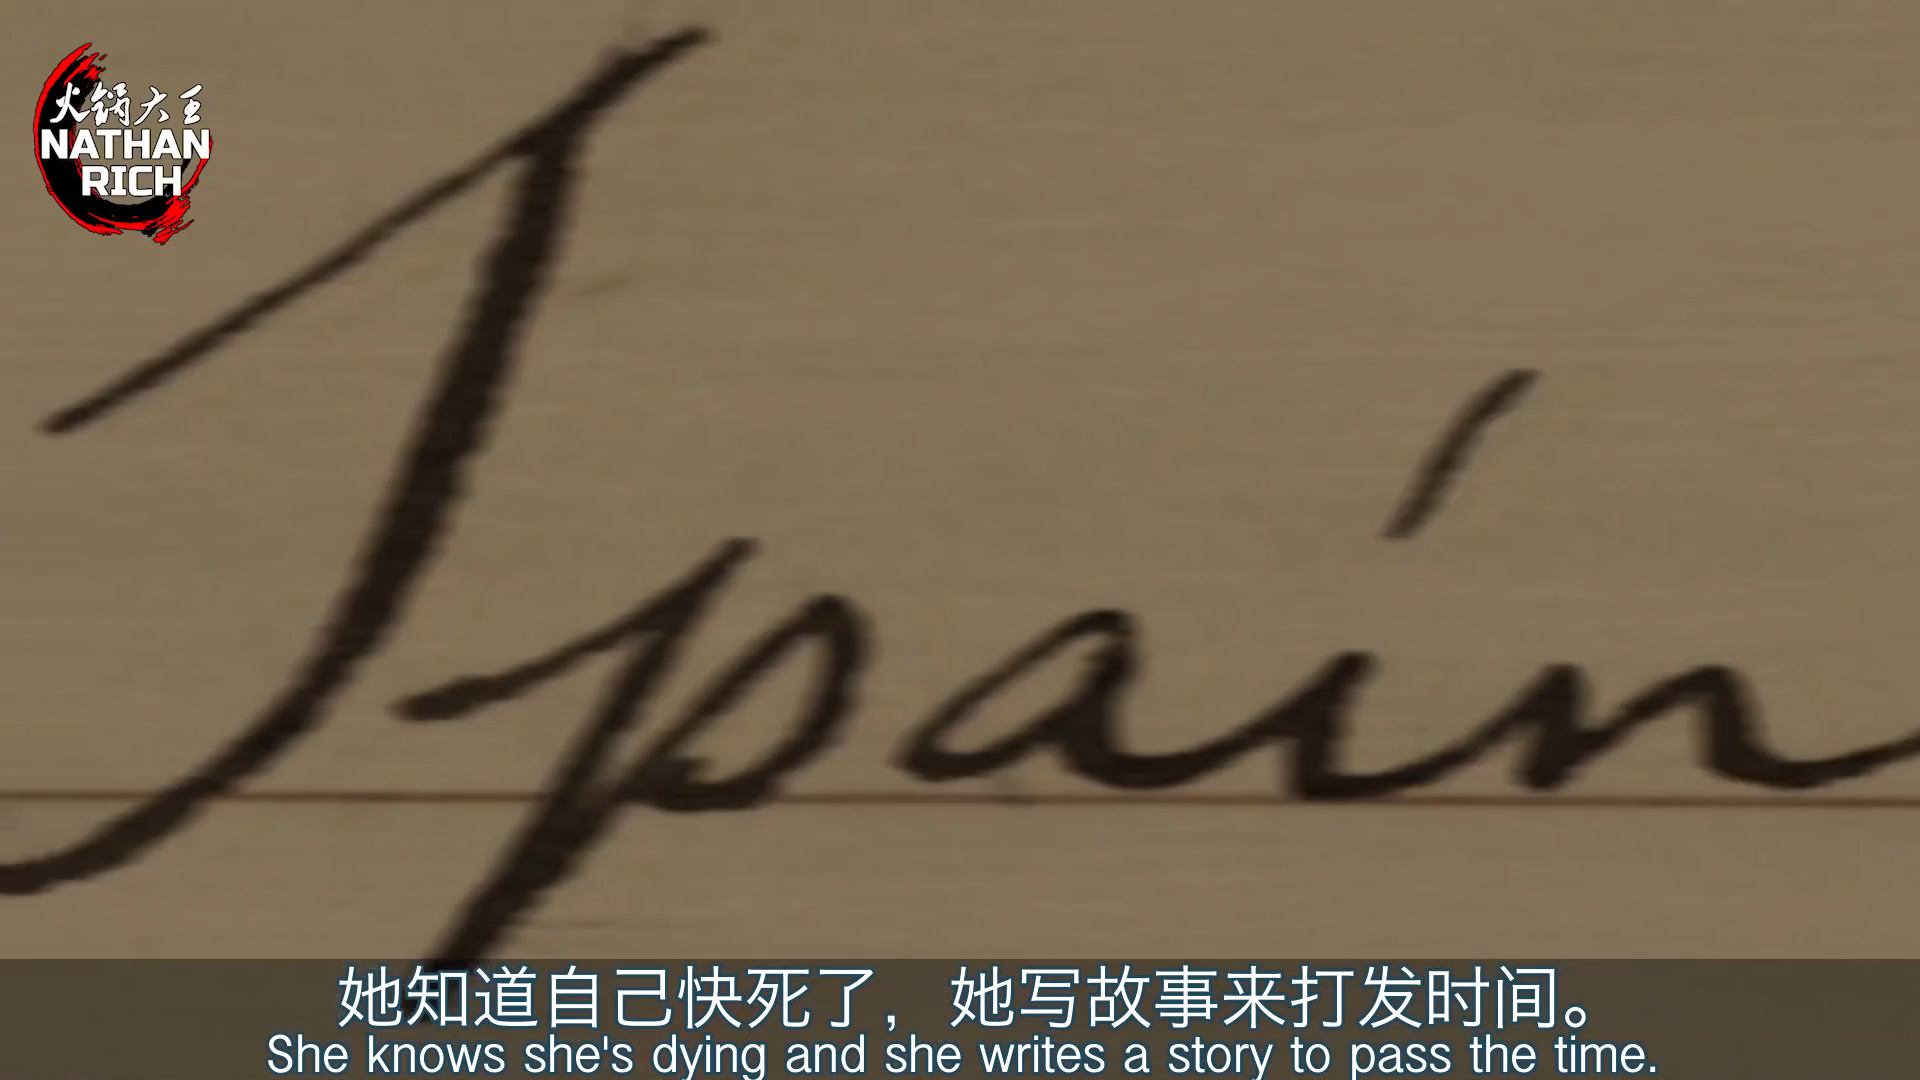 火锅大王
NATHAN
RICH
Spain
她知道自己快死了，她写故事来打发时间。
She knows she's dying and she writes a story to pass the time.